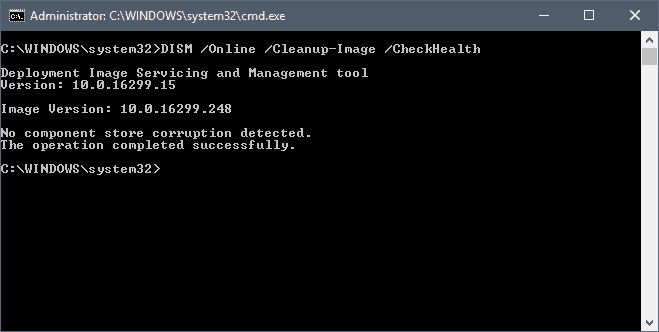 Administrator: C:\WINDOWS\system32\cmd.exe
C:\WINDOWS\system32>DISM /Online /Cleanup-Image /CheckHealth
Deployment Image Servicing and Management tool
Version: 10.0.16299.15
Image Version: 10.0.16299.248
No component store corruption detected.
The operation completed successfully.
C:\WINDOWS\system32>